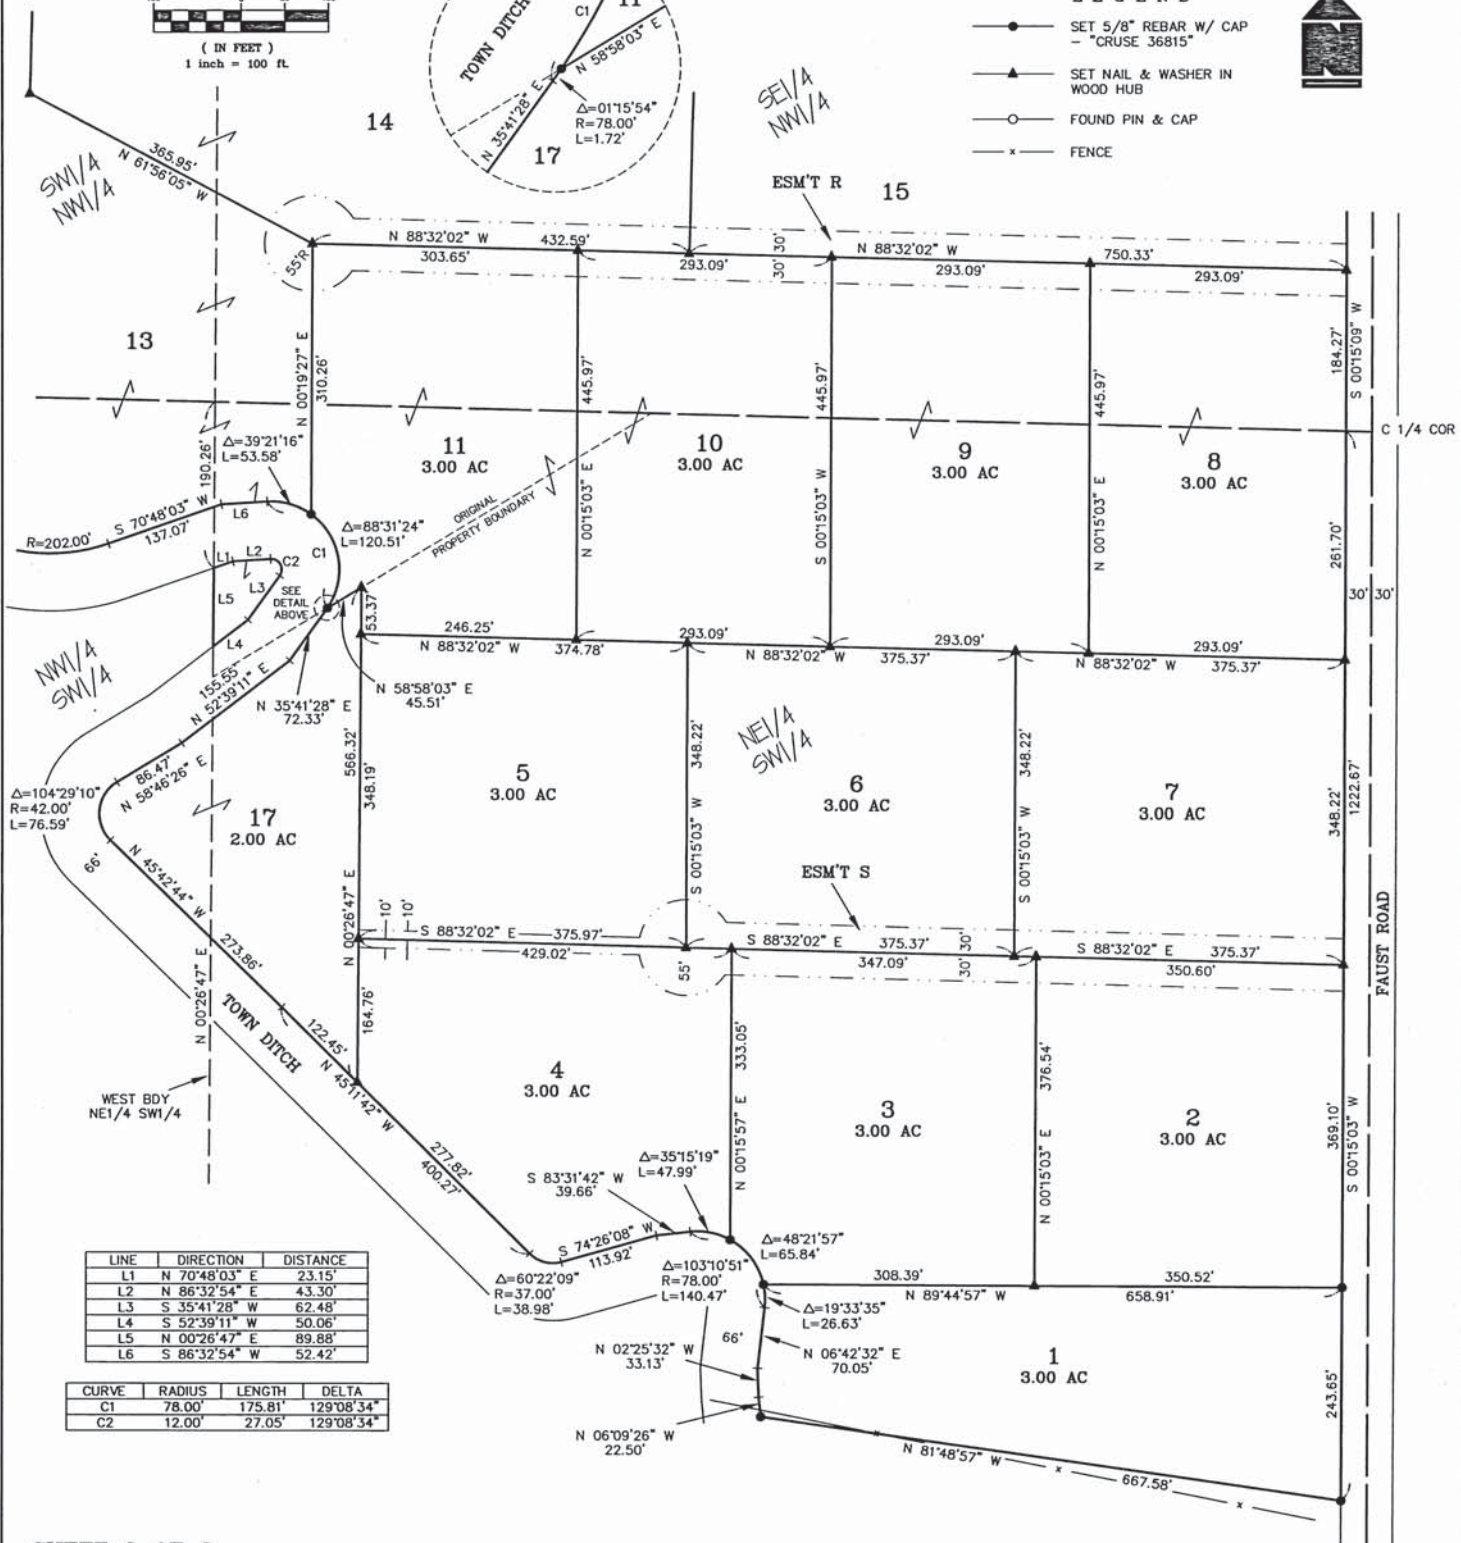 ( IN FEET )
1 inch = 100 ft.
TOWN DITCH
C1
N 58°58'03" E
N 35°41'28" E
Δ=01°15'54"
R=78.00'
L=1.72'
17
SET 5/8" REBAR W/ CAP
- "CRUSE 36815"
SET NAIL & WASHER IN
WOOD HUB
FOUND PIN & CAP
x FENCE
N
14
SE1/4
NW1/4
SW1/4
NW1/4
365.95'
N 61°56'05" W
ESM'T R
15
55'R
N 88°32'02" W 432.59'
303.65'
293.09'
30' 30'
N 88°32'02" W 750.33'
293.09'
293.09'
13
N 00°19'27" E
310.26'
445.97'
N 00°15'03" E
445.97'
S 00°15'03" W
445.97'
N 00°15'03" E
184.27'
S 00°15'09" W
C 1/4 COR
190.26'
Δ=39°21'16"
L=53.58'
11
3.00 AC
10
3.00 AC
9
3.00 AC
8
3.00 AC
ORIGINAL
PROPERTY BOUNDARY
R=202.00'
S 70°48'03" W
137.07'
L6
Δ=88°31'24"
L=120.51'
C1
L1
L2
C2
L3
L5
L4
SEE
DETAIL
ABOVE
53.37
261.70'
30' 30'
246.25'
N 88°32'02" W 374.78'
293.09'
N 88°32'02" W 375.37'
293.09'
293.09'
N 88°32'02" W 375.37'
NW1/4
SW1/4
155.55'
N 52°39'11" E
N 35°41'28" E
72.33'
N 58°58'03" E
45.51'
NE1/4
SW1/4
566.32'
348.19'
348.22'
S 00°15'03" W
348.22'
S 00°15'03" W
348.22'
1222.67'
86.47'
N 58°46'26" E
Δ=104°29'10"
R=42.00'
L=76.59'
17
2.00 AC
5
3.00 AC
6
3.00 AC
7
3.00 AC
66'
N 45°42'44" W
273.86'
N 00°26'47" E
ESM'T S
10' 10'
S 88°32'02" E 375.97'
429.02'
55'
S 88°32'02" E 375.37'
347.09'
30' 30'
S 88°32'02" E 375.37'
350.60'
FAUST ROAD
N 00°26'47" E
TOWN DITCH
122.45'
N 45°11'42" W
164.76'
333.05'
N 00°15'57" E
376.54'
N 00°15'03" E
369.10'
S 00°15'03" W
WEST BDY
NE1/4 SW1/4
4
3.00 AC
3
3.00 AC
2
3.00 AC
277.82'
400.27'
S 83°31'42" W
39.66'
Δ=35°15'19"
L=47.99'
S 74°26'08" W
113.92'
Δ=48°21'57"
L=65.84'
Δ=60°22'09"
R=37.00'
L=38.98'
Δ=103°10'51"
R=78.00'
L=140.47'
308.39'
N 89°44'57" W
350.52'
658.91'
Δ=19°33'35"
L=26.63'
66'
N 02°25'32" W
33.13'
N 06°42'32" E
70.05'
1
3.00 AC
243.65'
N 06°09'26" W
22.50'
N 81°48'57" W
667.58'
LINE DIRECTION DISTANCE
L1 N 70°48'03" E 23.15'
L2 N 86°32'54" E 43.30'
L3 S 35°41'28" W 62.48'
L4 S 52°39'11" W 50.06'
L5 N 00°26'47" E 89.88'
L6 S 86°32'54" W 52.42'
CURVE RADIUS LENGTH DELTA
C1 78.00' 175.81' 129°08'34"
C2 12.00' 27.05' 129°08'34"